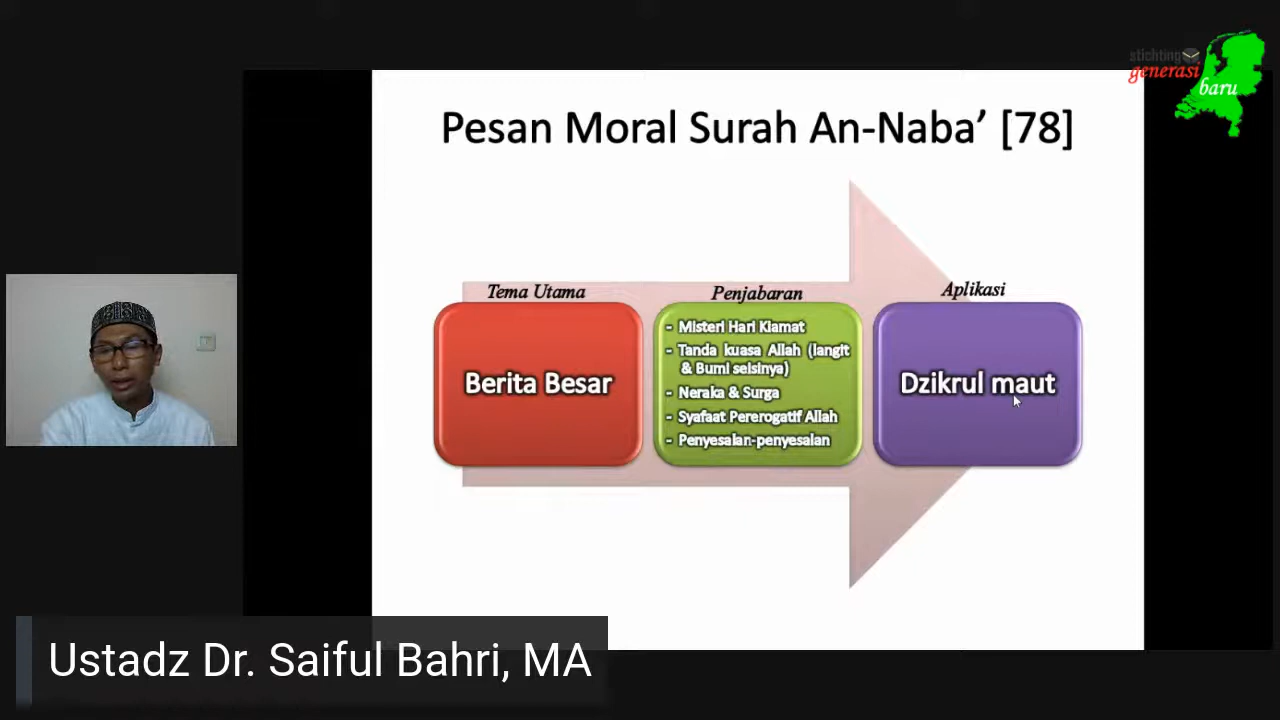 stichting
generasi
baru
Pesan Moral Surah An-Naba’ [78]
Tema Utama
Berita Besar
Penjabaran
- Misteri Hari Kiamat
- Tanda kuasa Allah (langit
& Bumi seisinya)
- Neraka & Surga
- Syafaat Pererogatif Allah
- Penyesalan-penyesalan
Aplikasi
Dzikrul maut
Ustadz Dr. Saiful Bahri, MA